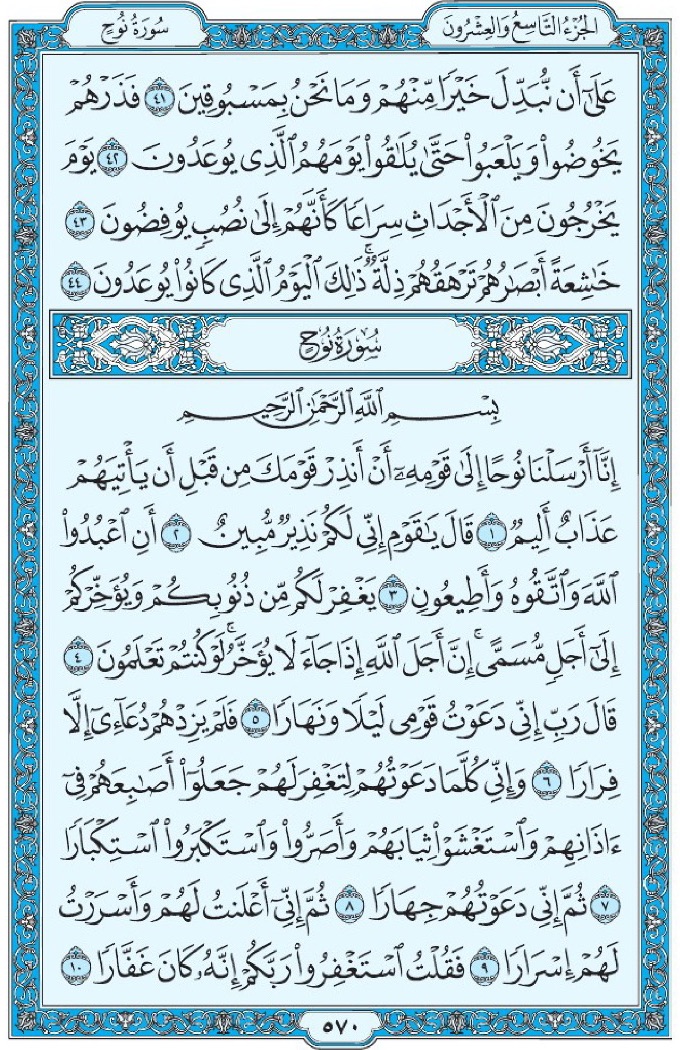 الجُزْءُ التَّاسِعُ وَالعِشْرُونَ
سُورَةُ نُوحٍ
عَلَىٰٓ أَن نُّبَدِّلَ خَيْرًا مِّنْهُمْ وَمَا نَحْنُ بِمَسْبُوقِينَ ٤١ فَذَرْهُمْ
يَخُوضُوا۟ وَيَلْعَبُوا۟ حَتَّىٰ يُلَٰقُوا۟ يَوْمَهُمُ ٱلَّذِى يُوعَدُونَ ٤٢ يَوْمَ
يَخْرُجُونَ مِنَ ٱلْأَجْدَاثِ سِرَاعًا كَأَنَّهُمْ إِلَىٰ نُصُبٍ يُوفِضُونَ ٤٣
خَٰشِعَةً أَبْصَٰرُهُمْ تَرْهَقُهُمْ ذِلَّةٌ ۚ ذَٰلِكَ ٱلْيَوْمُ ٱلَّذِى كَانُوا۟ يُوعَدُونَ ٤٤
سُورَةُ نُوحٍ
بِسْمِ ٱللَّهِ ٱلرَّحْمَٰنِ ٱلرَّحِيمِ
إِنَّآ أَرْسَلْنَا نُوحًا إِلَىٰ قَوْمِهِۦٓ أَنْ أَنذِرْ قَوْمَكَ مِن قَبْلِ أَن يَأْتِيَهُمْ
عَذَابٌ أَلِيمٌ ١ قَالَ يَٰقَوْمِ إِنِّى لَكُمْ نَذِيرٌ مُّبِينٌ ٢ أَنِ ٱعْبُدُوا۟
ٱللَّهَ وَٱتَّقُوهُ وَأَطِيعُونِ ٣ يَغْفِرْ لَكُم مِّن ذُنُوبِكُمْ وَيُؤَخِّرْكُمْ
إِلَىٰٓ أَجَلٍ مُّسَمًّى ۚ إِنَّ أَجَلَ ٱللَّهِ إِذَا جَآءَ لَا يُؤَخَّرُ ۖ لَوْ كُنتُمْ تَعْلَمُونَ ٤
قَالَ رَبِّ إِنِّى دَعَوْتُ قَوْمِى لَيْلًا وَنَهَارًا ٥ فَلَمْ يَزِدْهُمْ دُعَآءِىٓ إِلَّا
فِرَارًا ٦ وَإِنِّى كُلَّمَا دَعَوْتُهُمْ لِتَغْفِرَ لَهُمْ جَعَلُوٓا۟ أَصَٰبِعَهُمْ فِىٓ
ءَاذَانِهِمْ وَٱسْتَغْشَوْا۟ ثِيَابَهُمْ وَأَصَرُّوا۟ وَٱسْتَكْبَرُوا۟ ٱسْتِكْبَارًا
٧ ثُمَّ إِنِّى دَعَوْتُهُمْ جِهَارًا ٨ ثُمَّ إِنِّىٓ أَعْلَنتُ لَهُمْ وَأَسْرَرْتُ
لَهُمْ إِسْرَارًا ٩ فَقُلْتُ ٱسْتَغْفِرُوا۟ رَبَّكُمْ إِنَّهُۥ كَانَ غَفَّارًا ١٠
٥٧٠